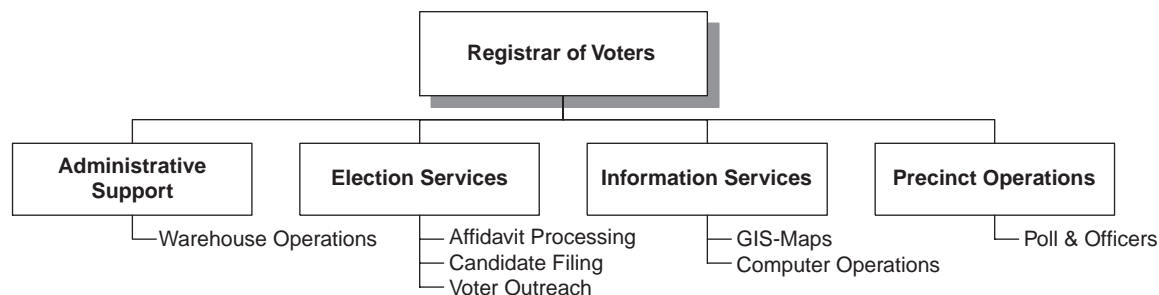 Registrar of Voters
Administrative
Support
Warehouse Operations
Election Services
Affidavit Processing
Candidate Filing
Voter Outreach
Information Services
GIS-Maps
Computer Operations
Precinct Operations
Poll & Officers